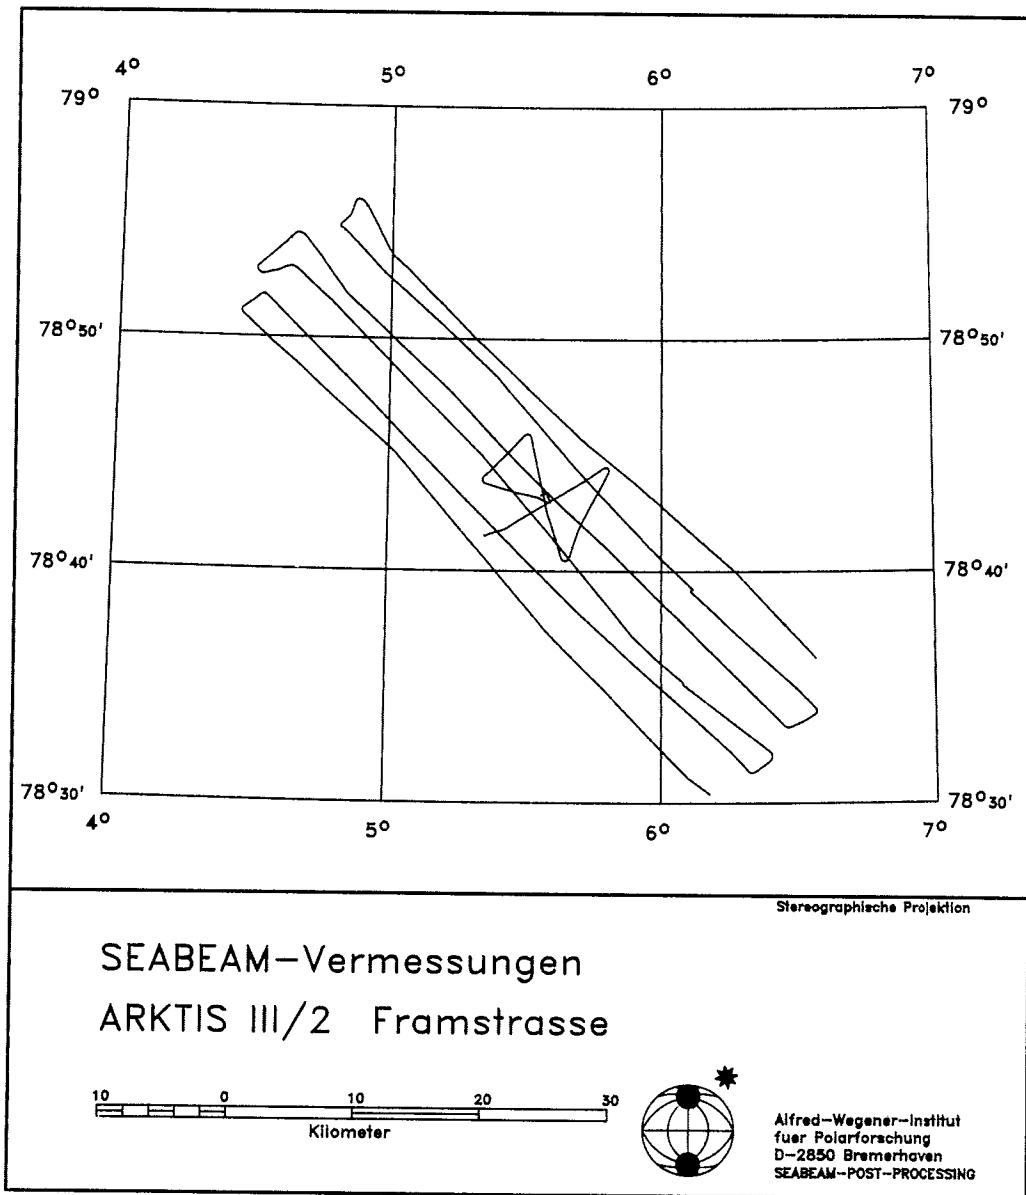 4° 5° 6° 7°
79° 79°
78°50' 78°50'
78°40' 78°40'
78°30' 78°30'
4° 5° 6° 7°
Stereographische Projektion
SEABEAM-Vermessungen
ARKTIS III/2 Framstrasse
10 0 10 20 30
Kilometer
Alfred-Wegener-Institut
fuer Polarforschung
D-2850 Bremerhaven
SEABEAM-POST-PROCESSING